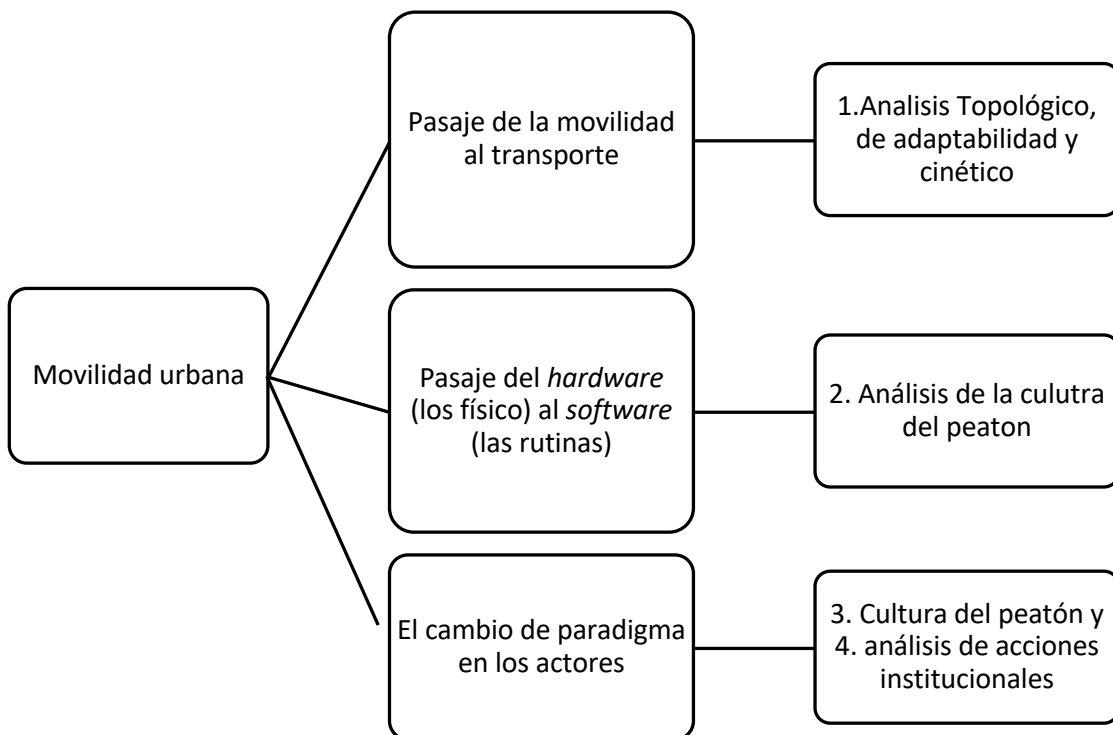 Movilidad urbana
Pasaje de la movilidad
al transporte
1.Analisis Topológico,
de adaptabilidad y
cinético
Pasaje del hardware
(los físico) al software
(las rutinas)
2. Análisis de la culutra
del peaton
El cambio de paradigma
en los actores
3. Cultura del peatón y
4. análisis de acciones
institucionales